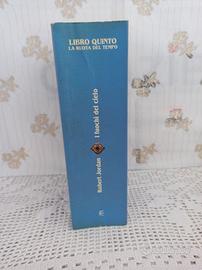 LIBRO QUINTO
LA RUOTA DEL TEMPO
Robert Jordan
I fuochi del cielo